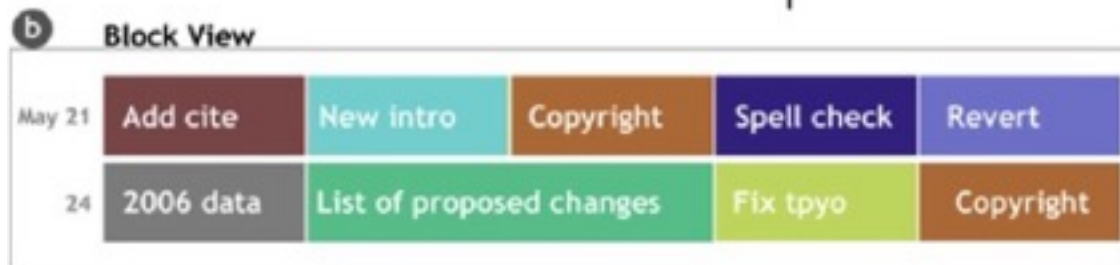 b Block View
May 21 Add cite New intro Copyright Spell check Revert
24 2006 data List of proposed changes Fix tpyo Copyright